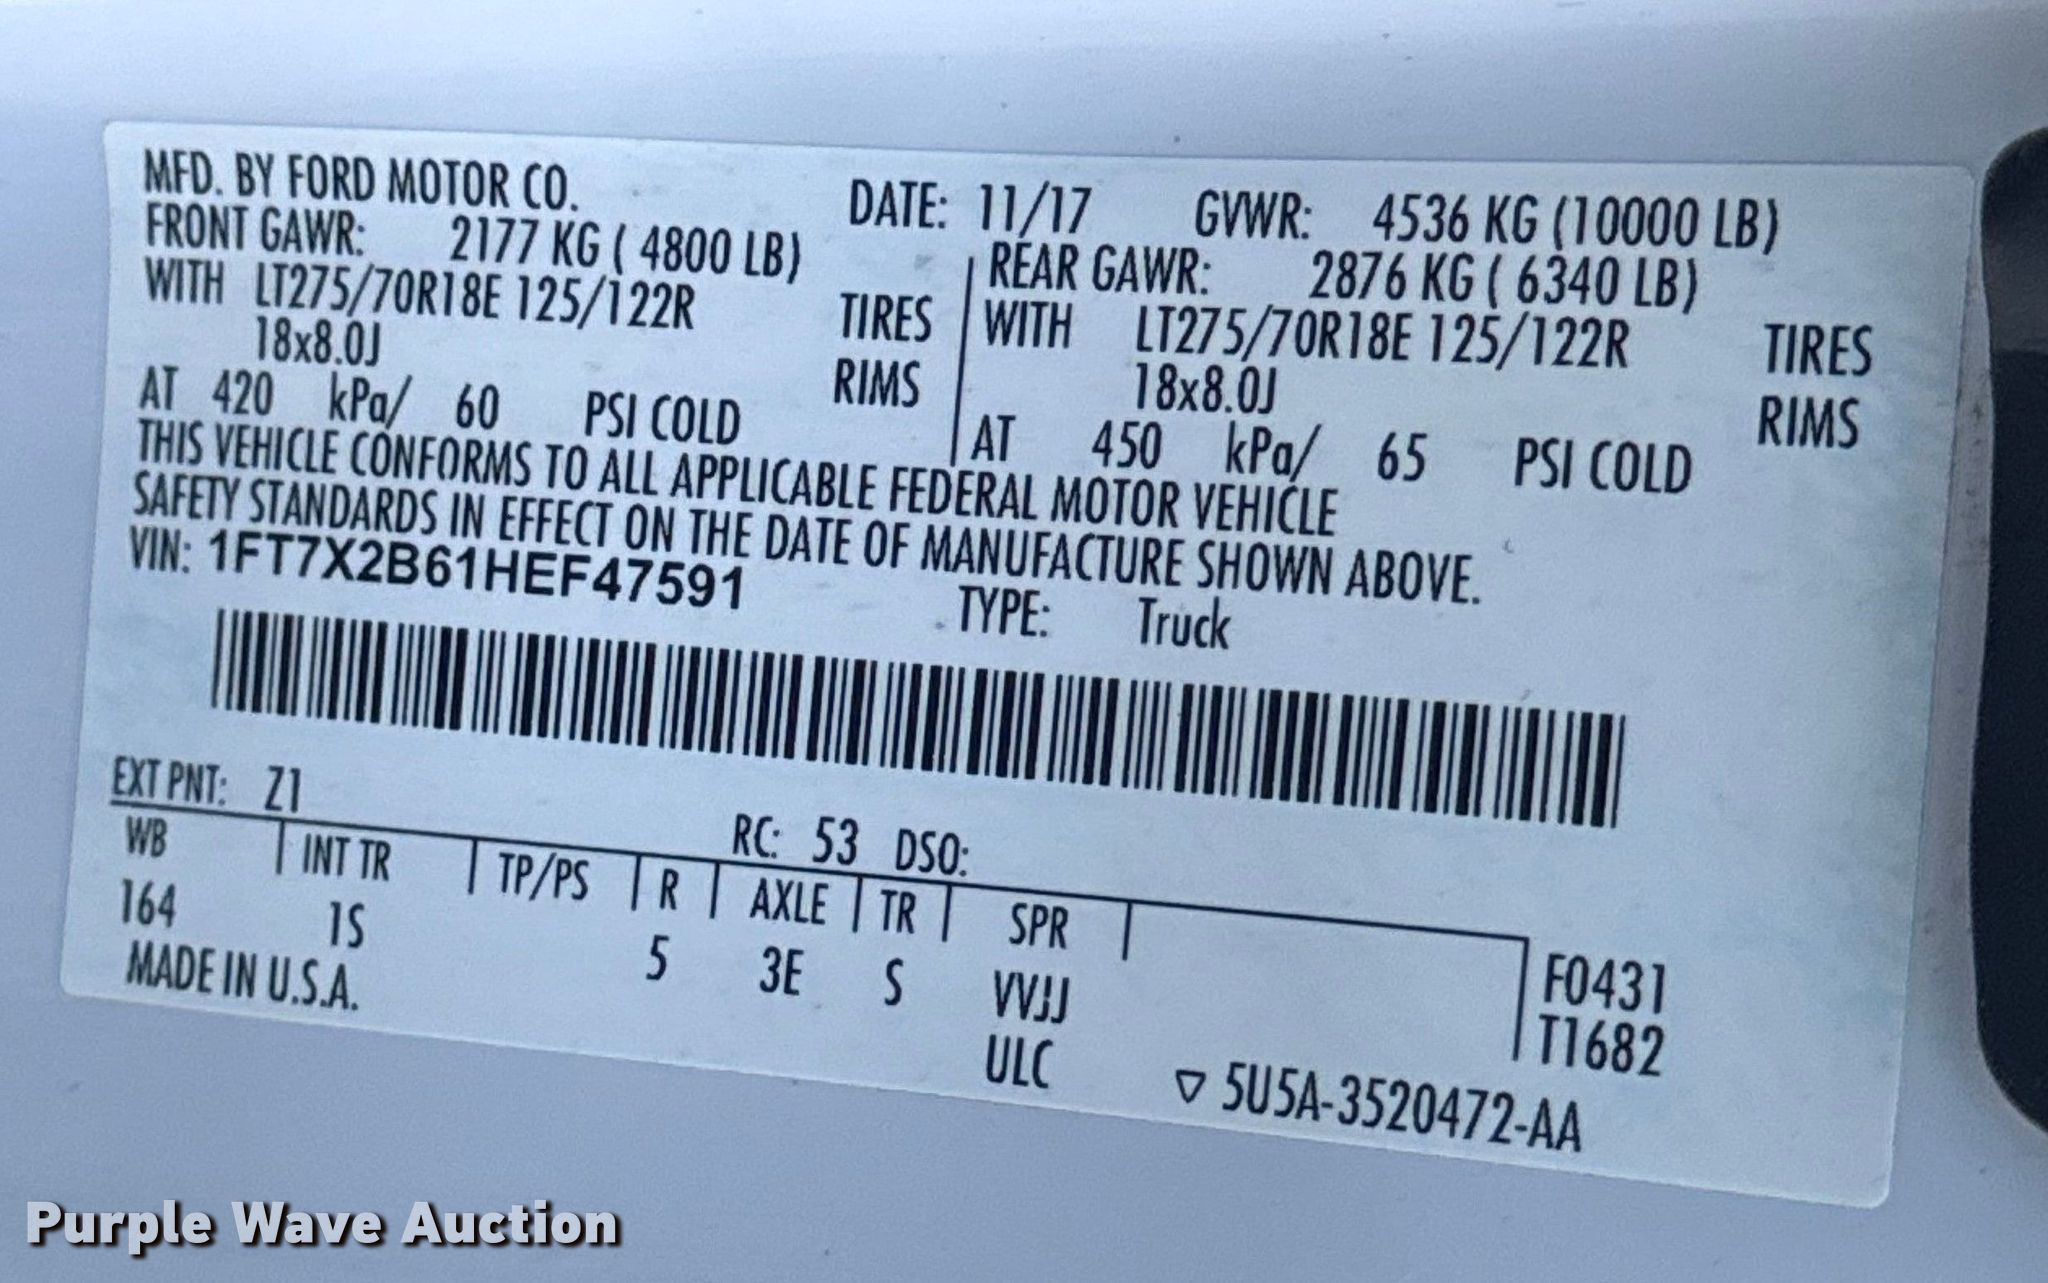 MFD. BY FORD MOTOR CO.
DATE: 11/17 GVWR: 4536 KG (10000 LB)
FRONT GAWR: 2177 KG ( 4800 LB)
WITH LT275/70R18E 125/122R TIRES
18x8.0J RIMS
AT 420 kPa/ 60 PSI COLD
REAR GAWR: 2876 KG ( 6340 LB)
WITH LT275/70R18E 125/122R TIRES
18x8.0J RIMS
AT 450 kPa/ 65 PSI COLD
THIS VEHICLE CONFORMS TO ALL APPLICABLE FEDERAL MOTOR VEHICLE
SAFETY STANDARDS IN EFFECT ON THE DATE OF MANUFACTURE SHOWN ABOVE.
VIN: 1FT7X2B61HEF47591
TYPE: Truck
EXT PNT: Z1 RC: 53 DSO:
WB INT TR TP/PS R AXLE TR SPR
164 1S 5 3E S VVJJ
MADE IN U.S.A. ULC
F0431
T1682
▽ 5U5A-3520472-AA
Purple Wave Auction